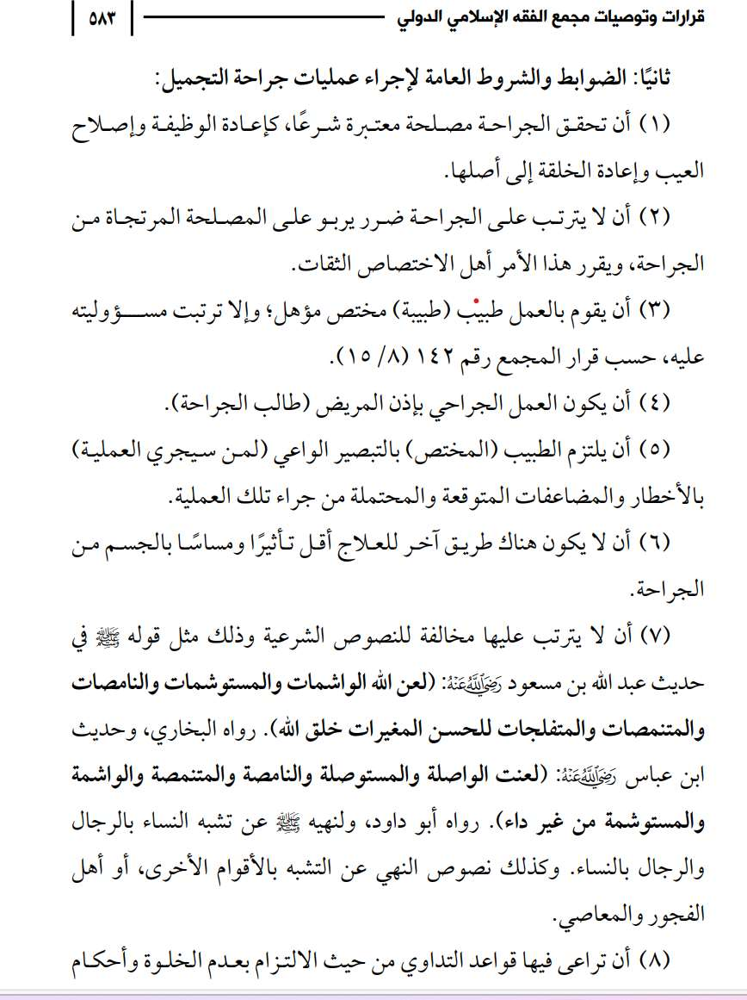 قرارات وتوصيات مجمع الفقه الإسلامي الدولي ٥٨٣
ثانيًا: الضوابط والشروط العامة لإجراء عمليات جراحة التجميل:
(١) أن تحقق الجراحة مصلحة معتبرة شرعًا، كإعادة الوظيفة وإصلاح
العيب وإعادة الخلقة إلى أصلها.
(٢) أن لا يترتب على الجراحة ضرر يربو على المصلحة المرتجاة من
الجراحة، ويقرر هذا الأمر أهل الاختصاص الثقات.
(٣) أن يقوم بالعمل طبيب (طبيبة) مختص مؤهل؛ وإلا ترتبت مسؤوليته
عليه، حسب قرار المجمع رقم ١٤٢ (٨/ ١٥).
(٤) أن يكون العمل الجراحي بإذن المريض (طالب الجراحة).
(٥) أن يلتزم الطبيب (المختص) بالتبصير الواعي (لمن سيجري العملية)
بالأخطار والمضاعفات المتوقعة والمحتملة من جراء تلك العملية.
(٦) أن لا يكون هناك طريق آخر للعلاج أقل تأثيرًا ومساسًا بالجسم من
الجراحة.
(٧) أن لا يترتب عليها مخالفة للنصوص الشرعية وذلك مثل قوله ﷺ في
حديث عبد الله بن مسعود رَضِيَ اللَّهُ عَنْهُ: (لعن الله الواشمات والمستوشمات والنامصات
والمتنمصات والمتفلجات للحسن المغيرات خلق الله). رواه البخاري، وحديث
ابن عباس رَضِيَ اللَّهُ عَنْهُ: (لعنت الواصلة والمستوصلة والنامصة والمتنمصة والواشمة
والمستوشمة من غير داء). رواه أبو داود، ولنهيه ﷺ عن تشبه النساء بالرجال
والرجال بالنساء. وكذلك نصوص النهي عن التشبه بالأقوام الأخرى، أو أهل
الفجور والمعاصي.
(٨) أن تراعى فيها قواعد التداوي من حيث الالتزام بعدم الخلوة وأحكام